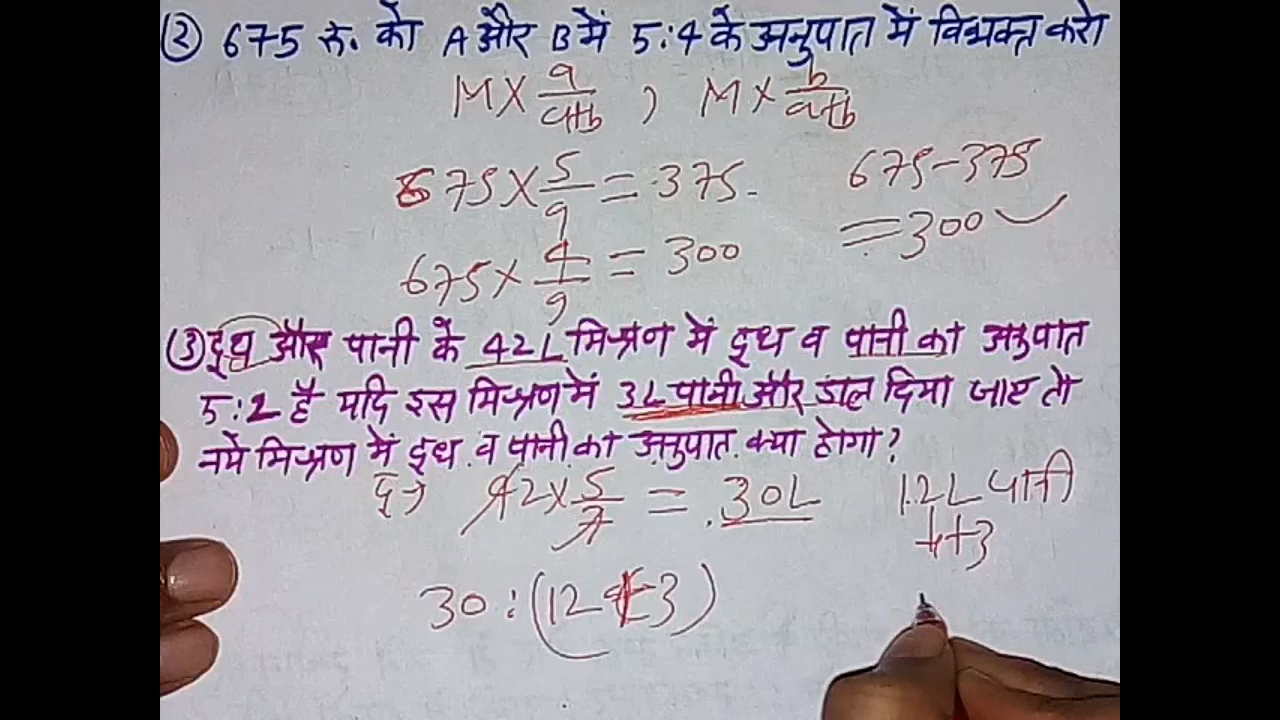 (2) 675 रु. को A और B में 5:4 के अनुपात में विभक्त करो
M × a/a+b , M × b/a+b
675 × 5/9 = 375
675 - 375
= 300
675 × 4/9 = 300
(3) दूध और पानी के 42L मिश्रण में दूध व पानी का अनुपात
5:2 है यदि इस मिश्रण में 3L पानी और डाल दिया जाए तो
नये मिश्रण में दूध व पानी का अनुपात क्या होगा?
दू→ 42 × 5/7 = 30L
12L पानी
++3
30 : (12+3)